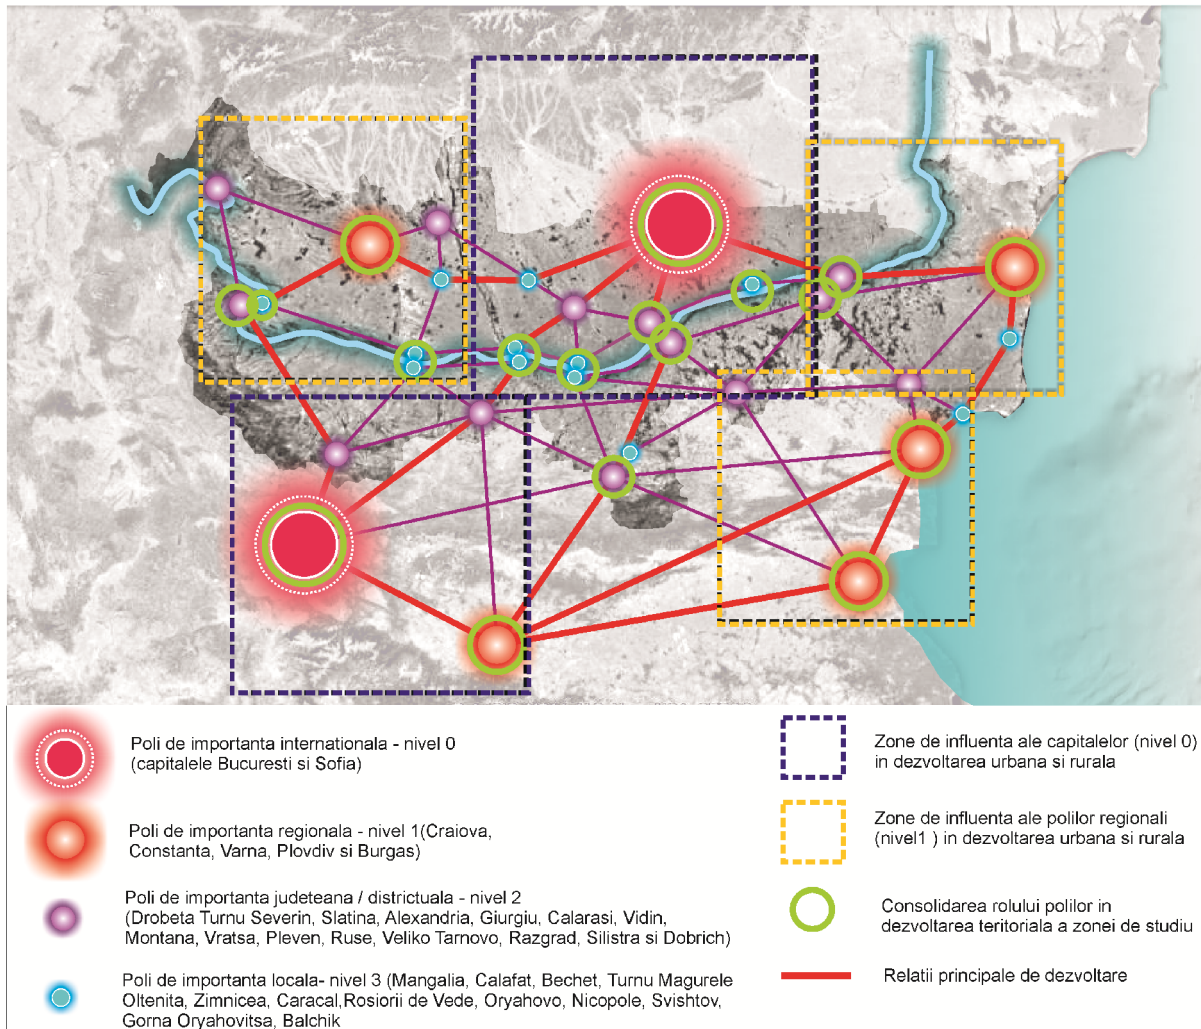 Poli de importanta internationala - nivel 0
(capitalele Bucuresti si Sofia)
Poli de importanta regionala - nivel 1(Craiova,
Constanta, Varna, Plovdiv si Burgas)
Poli de importanta judeteana / districtuala - nivel 2
(Drobeta Turnu Severin, Slatina, Alexandria, Giurgiu, Calarasi, Vidin,
Montana, Vratsa, Pleven, Ruse, Veliko Tarnovo, Razgrad, Silistra si Dobrich)
Poli de importanta locala- nivel 3 (Mangalia, Calafat, Bechet, Turnu Magurele
Oltenita, Zimnicea, Caracal,Rosiorii de Vede, Oryahovo, Nicopole, Svishtov,
Gorna Oryahovitsa, Balchik
Zone de influenta ale capitalelor (nivel 0)
in dezvoltarea urbana si rurala
Zone de influenta ale polilor regionali
(nivel1 ) in dezvoltarea urbana si rurala
Consolidarea rolului polilor in
dezvoltarea teritoriala a zonei de studiu
Relatii principale de dezvoltare